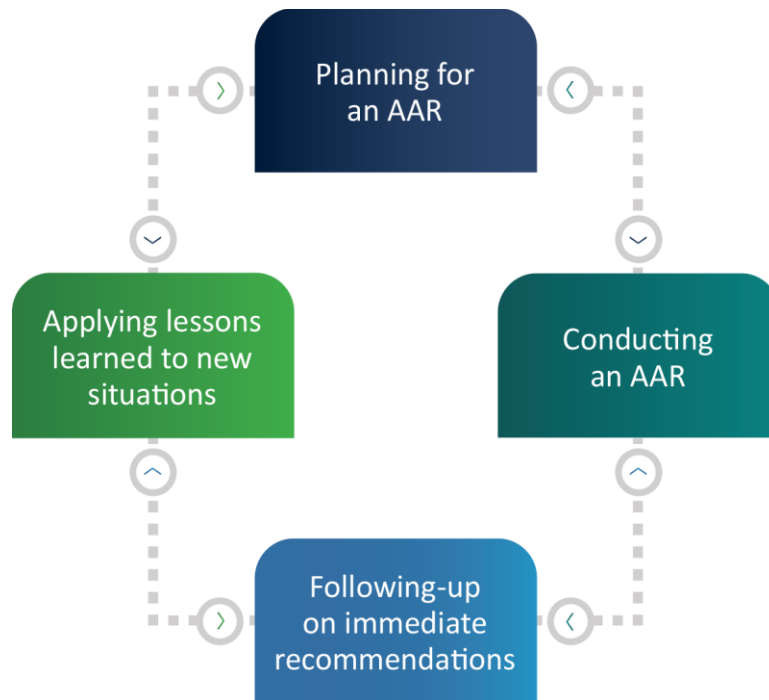 Planning for
an AAR
Applying lessons
learned to new
situations
Conducting
an AAR
Following-up
on immediate
recommendations